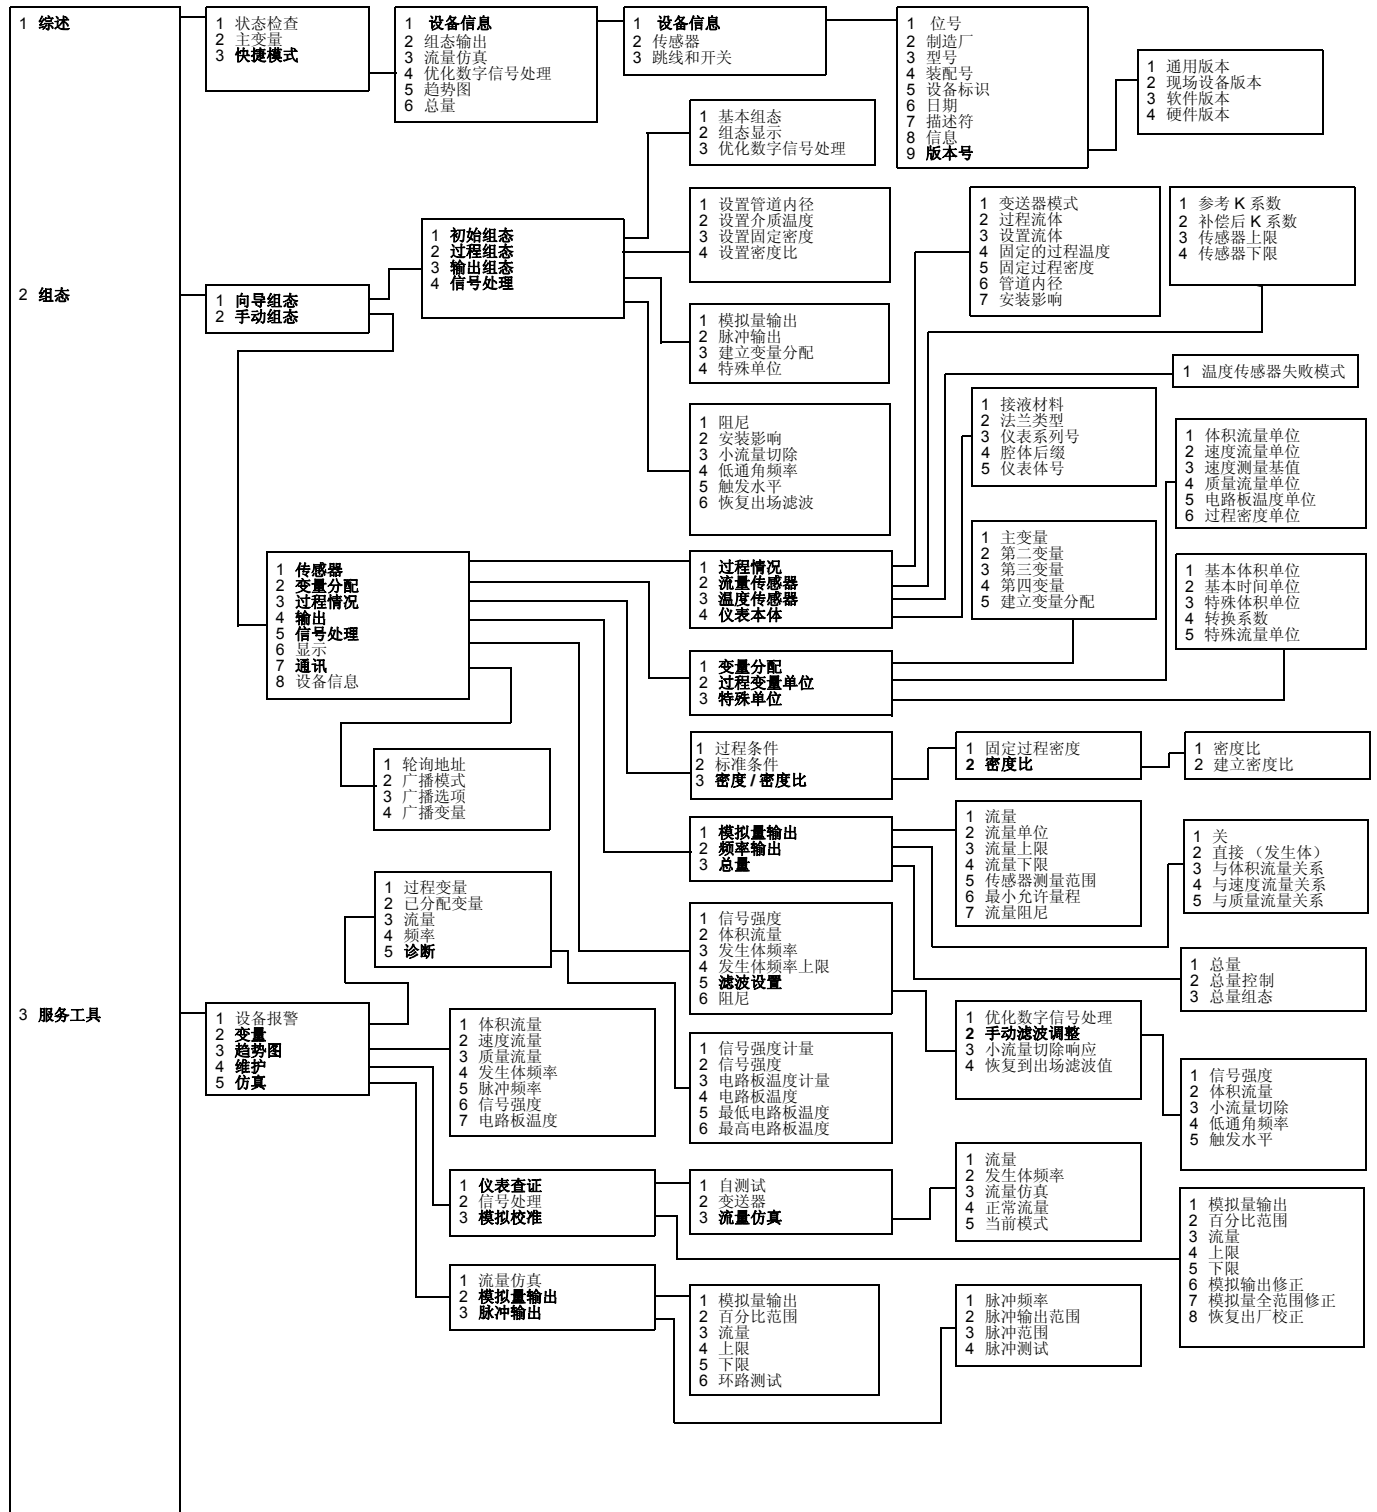 1 综述
1 状态检查
2 主变量
3 快捷模式
1 设备信息
2 组态输出
3 流量仿真
4 优化数字信号处理
5 趋势图
6 总量
1 设备信息
2 传感器
3 跳线和开关
1 位号
2 制造厂
3 型号
4 装配号
5 设备标识
6 日期
7 描述符
8 信息
9 版本号
1 通用版本
2 现场设备版本
3 软件版本
4 硬件版本
2 组态
1 向导组态
2 手动组态
1 初始组态
2 过程组态
3 输出组态
4 信号处理
1 基本组态
2 组态显示
3 优化数字信号处理
1 设置管道内径
2 设置介质温度
3 设置固定密度
4 设置密度比
1 模拟量输出
2 脉冲输出
3 建立变量分配
4 特殊单位
1 阻尼
2 安装影响
3 小流量切除
4 低通角频率
5 触发水平
6 恢复出场滤波
1 传感器
2 变量分配
3 过程情况
4 输出
5 信号处理
6 显示
7 通讯
8 设备信息
1 过程情况
2 流量传感器
3 温度传感器
4 仪表本体
1 变送器模式
2 过程流体
3 设置流体
4 固定的过程温度
5 固定过程密度
6 管道内径
7 安装影响
1 参考 K 系数
2 补偿后 K 系数
3 传感器上限
4 传感器下限
1 温度传感器失败模式
1 接液材料
2 法兰类型
3 仪表系列号
4 腔体后缀
5 仪表体号
1 变量分配
2 过程变量单位
3 特殊单位
1 主变量
2 第二变量
3 第三变量
4 第四变量
5 建立变量分配
1 体积流量单位
2 速度流量单位
3 速度测量基值
4 质量流量单位
5 电路板温度单位
6 过程密度单位
1 基本体积单位
2 基本时间单位
3 特殊体积单位
4 转换系数
5 特殊流量单位
1 过程条件
2 标准条件
3 密度 / 密度比
1 固定过程密度
2 密度比
1 密度比
2 建立密度比
1 轮询地址
2 广播模式
3 广播选项
4 广播变量
1 模拟量输出
2 频率输出
3 总量
1 流量
2 流量单位
3 流量上限
4 流量下限
5 传感器测量范围
6 最小允许量程
7 流量阻尼
1 关
2 直接 （发生体）
3 与体积流量关系
4 与速度流量关系
5 与质量流量关系
1 总量
2 总量控制
3 总量组态
1 信号强度
2 体积流量
3 发生体频率
4 发生体频率上限
5 滤波设置
6 阻尼
1 优化数字信号处理
2 手动滤波调整
3 小流量切除响应
4 恢复到出场滤波值
1 信号强度
2 体积流量
3 小流量切除
4 低通角频率
5 触发水平
3 服务工具
1 设备报警
2 变量
3 趋势图
4 维护
5 仿真
1 过程变量
2 已分配变量
3 流量
4 频率
5 诊断
1 信号强度计量
2 信号强度
3 电路板温度计量
4 电路板温度
5 最低电路板温度
6 最高电路板温度
1 体积流量
2 速度流量
3 质量流量
4 发生体频率
5 脉冲频率
6 信号强度
7 电路板温度
1 仪表查证
2 信号处理
3 模拟校准
1 自测试
2 变送器
3 流量仿真
1 流量
2 发生体频率
3 流量仿真
4 正常流量
5 当前模式
1 模拟量输出
2 百分比范围
3 流量
4 上限
5 下限
6 模拟输出修正
7 模拟量全范围修正
8 恢复出厂校正
1 流量仿真
2 模拟量输出
3 脉冲输出
1 模拟量输出
2 百分比范围
3 流量
4 上限
5 下限
6 环路测试
1 脉冲频率
2 脉冲输出范围
3 脉冲范围
4 脉冲测试